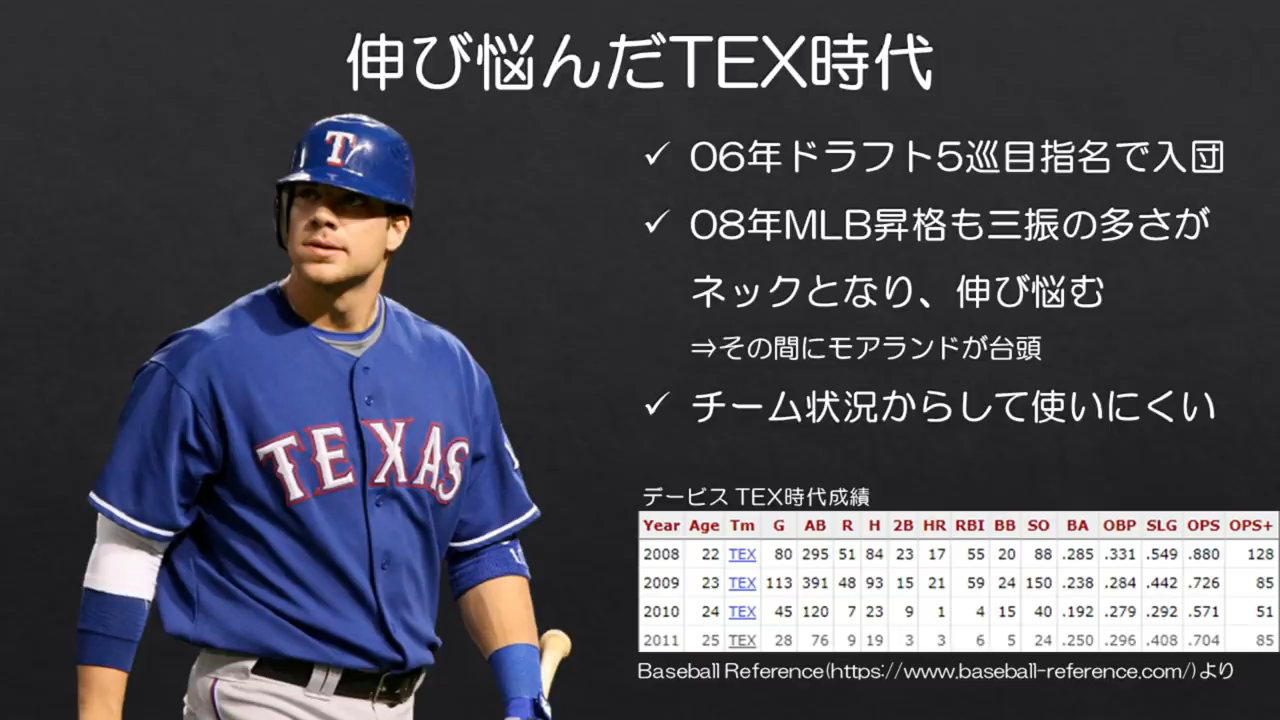 伸び悩んだTEX時代
T
TEXAS
✓ 06年ドラフト5巡目指名で入団
✓ 08年MLB昇格も三振の多さが
ネックとなり、伸び悩む
⇒その間にモアランドが台頭
✓ チーム状況からして使いにくい
デービス TEX時代成績
Year Age Tm G AB R H 2B HR RBI BB SO BA OBP SLG OPS OPS+
2008 22 TEX 80 295 51 84 23 17 55 20 88 .285 .331 .549 .880 128
2009 23 TEX 113 391 48 93 15 21 59 24 150 .238 .284 .442 .726 85
2010 24 TEX 45 120 7 23 9 1 4 15 40 .192 .279 .292 .571 51
2011 25 TEX 28 76 9 19 3 3 6 5 24 .250 .296 .408 .704 85
Baseball Reference(https://www.baseball-reference.com/)より